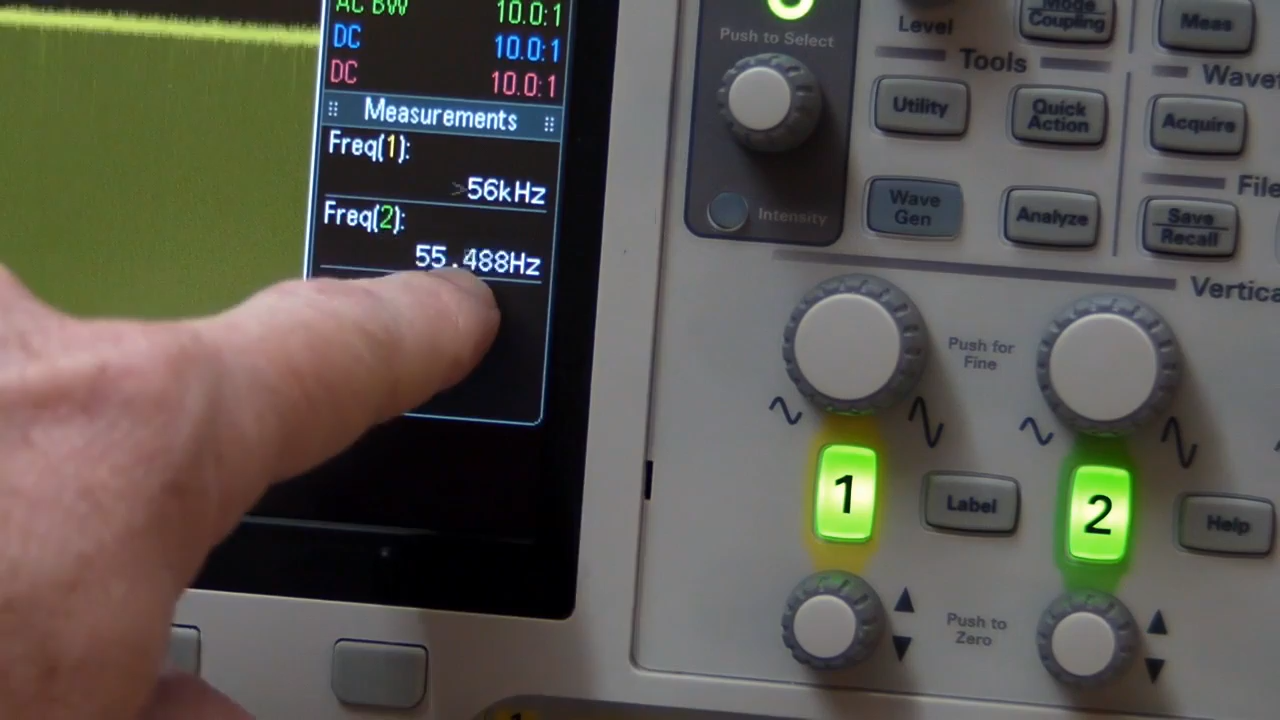 AC BW 10.0:1
DC 10.0:1
DC 10.0:1
Measurements
Freq(1):
>56kHz
Freq(2):
55.488Hz
Push to Select
Intensity
Level
Mode
Coupling
Meas
Tools
Utility
Quick
Action
Acquire
Wave
Gen
Analyze
File
Save
Recall
Vertica
Push for
Fine
1
Label
2
Help
Push to
Zero